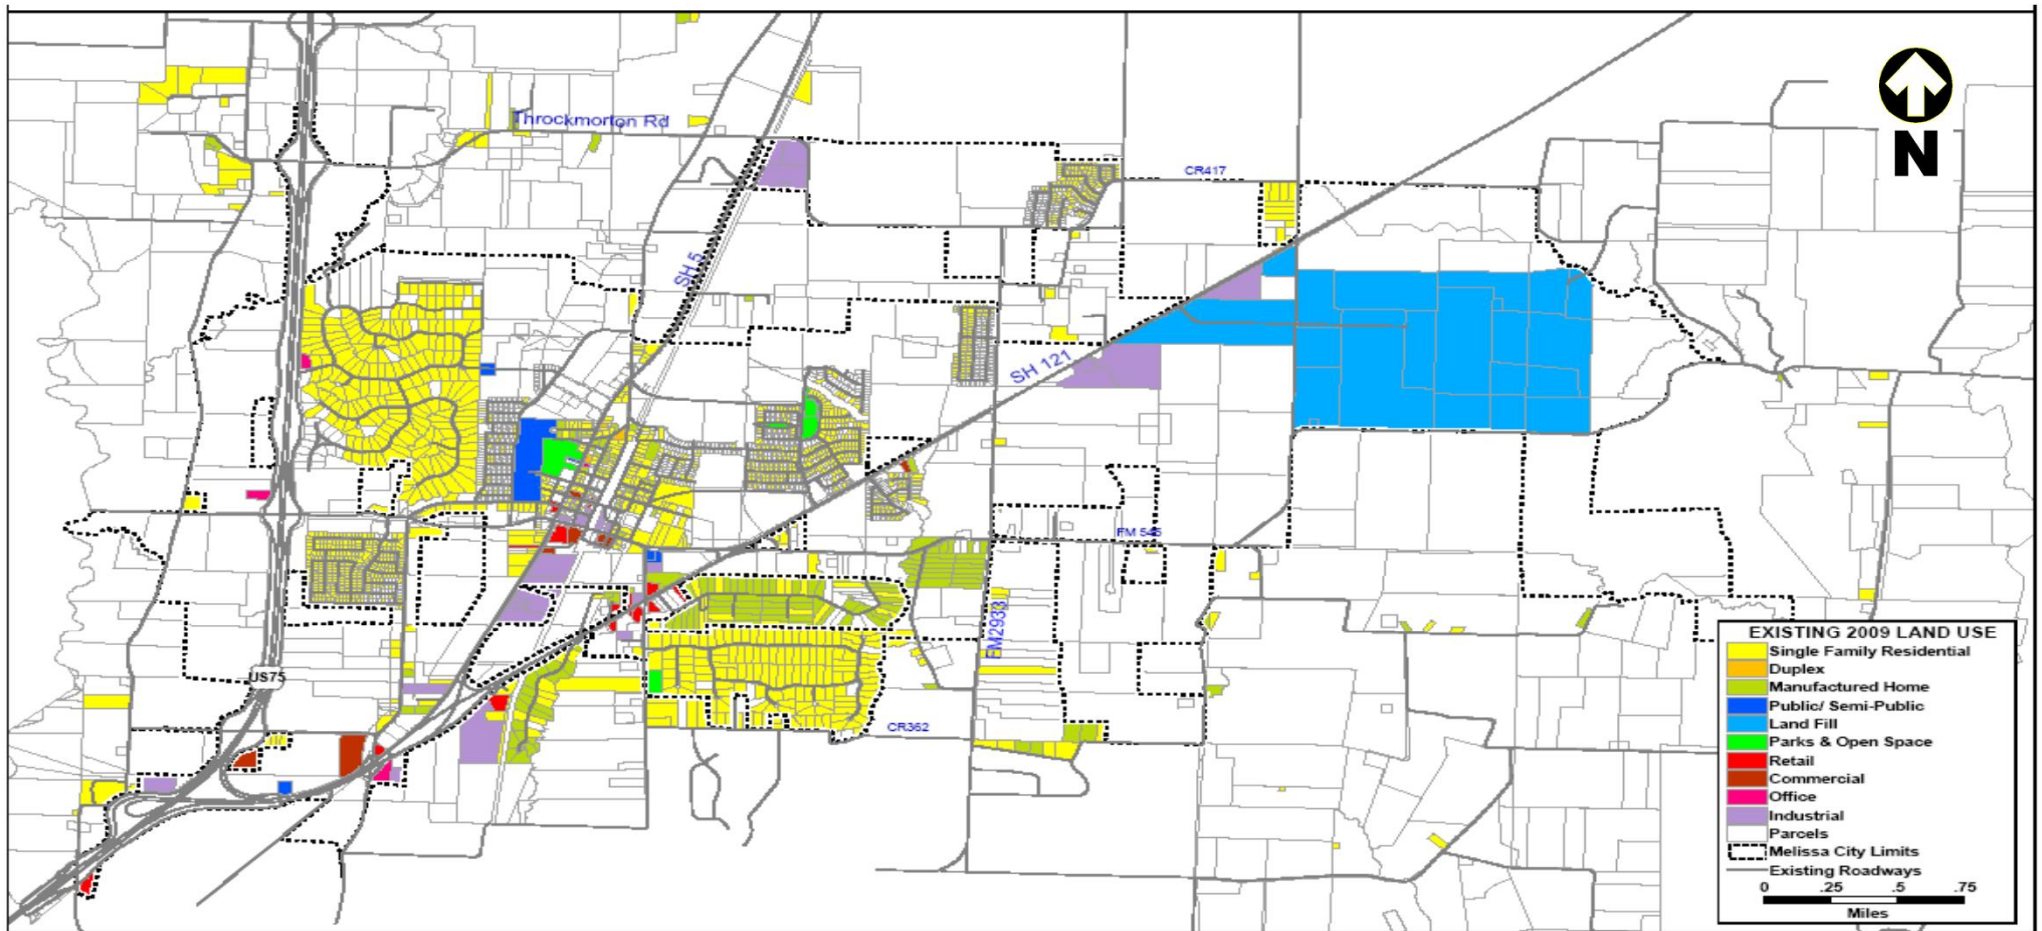 N
Throckmorton Rd
CR417
SH 5
SH 121
FM 545
FM2933
US75
CR362
EXISTING 2009 LAND USE
Single Family Residential
Duplex
Manufactured Home
Public/ Semi-Public
Land Fill
Parks & Open Space
Retail
Commercial
Office
Industrial
Parcels
Melissa City Limits
Existing Roadways
0 .25 .5 .75
Miles